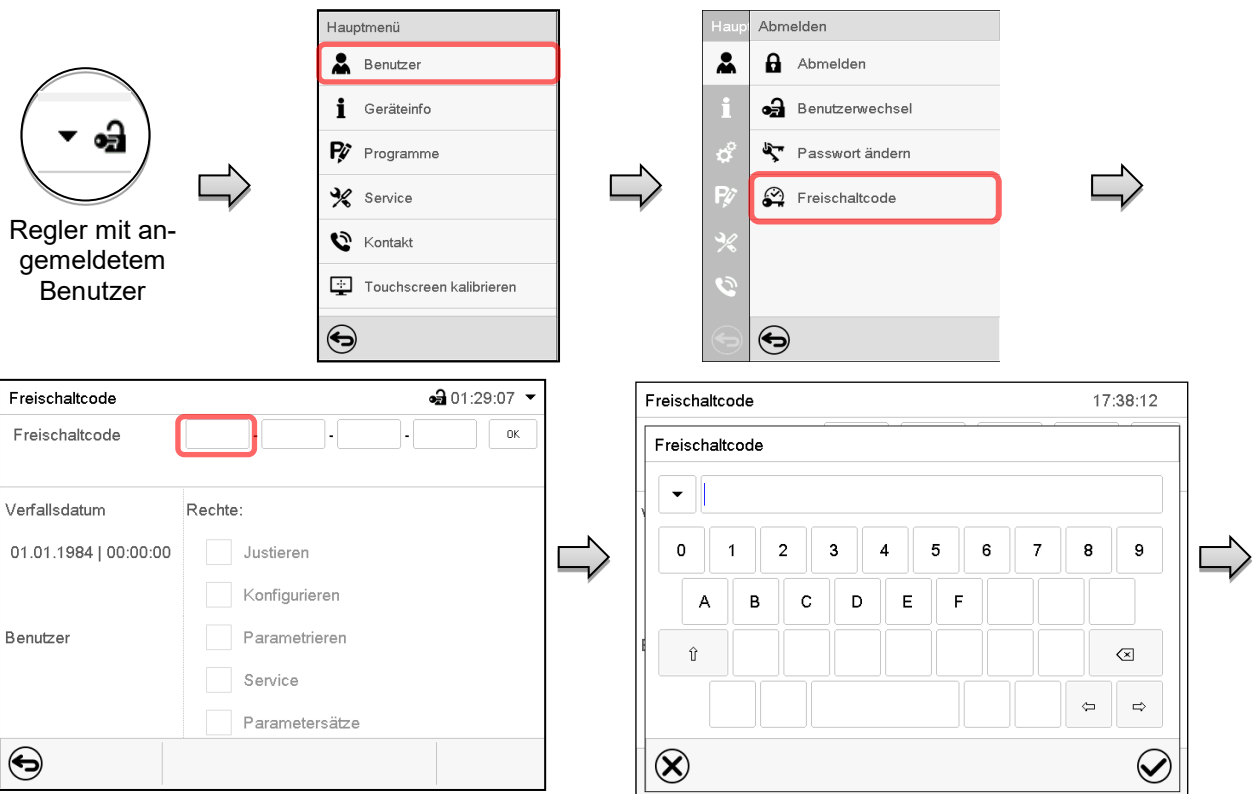 Regler mit an-
gemeldetem
Benutzer
Hauptmenü
Benutzer
Geräteinfo
Programme
Service
Kontakt
Touchscreen kalibrieren
Haup
Abmelden
Abmelden
Benutzerwechsel
Passwort ändern
Freischaltcode
Freischaltcode 01:29:07
Freischaltcode - - - OK
Verfallsdatum Rechte:
01.01.1984 | 00:00:00 Justieren
Konfigurieren
Benutzer Parametrieren
Service
Parametersätze
Freischaltcode 17:38:12
Freischaltcode
0 1 2 3 4 5 6 7 8 9
A B C D E F